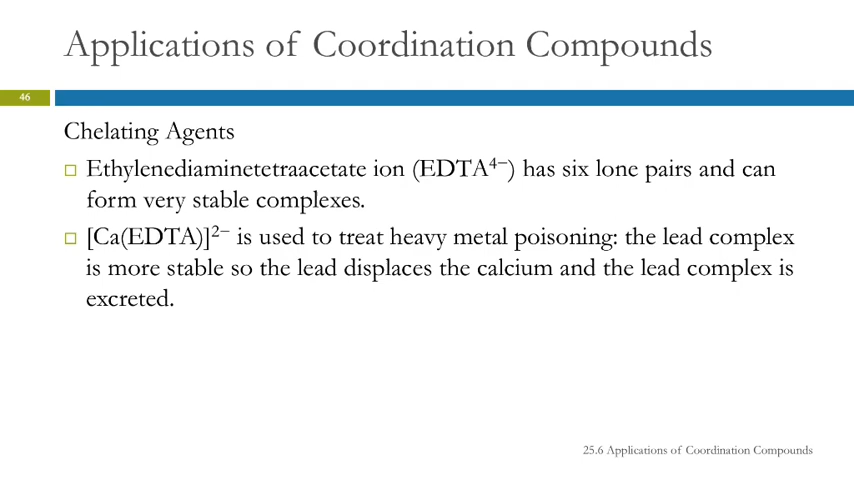 Applications of Coordination Compounds
46
Chelating Agents
Ethylenediaminetetraacetate ion (EDTA⁴⁻) has six lone pairs and can
form very stable complexes.
[Ca(EDTA)]²⁻ is used to treat heavy metal poisoning: the lead complex
is more stable so the lead displaces the calcium and the lead complex is
excreted.
25.6 Applications of Coordination Compounds